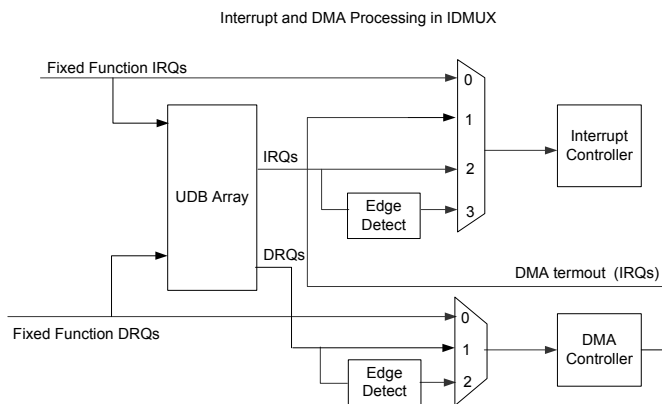 Interrupt and DMA Processing in IDMUX
Fixed Function IRQs
0
1
2
3
Interrupt
Controller
UDB Array
IRQs
Edge
Detect
DRQs
DMA termout (IRQs)
Fixed Function DRQs
0
1
2
Edge
Detect
DMA
Controller